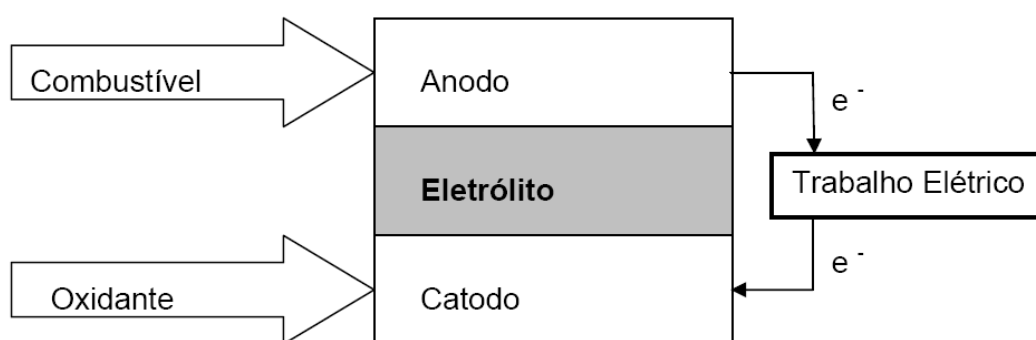 Combustível
Anodo
e -
Eletrólito
Trabalho Elétrico
e -
Oxidante
Catodo